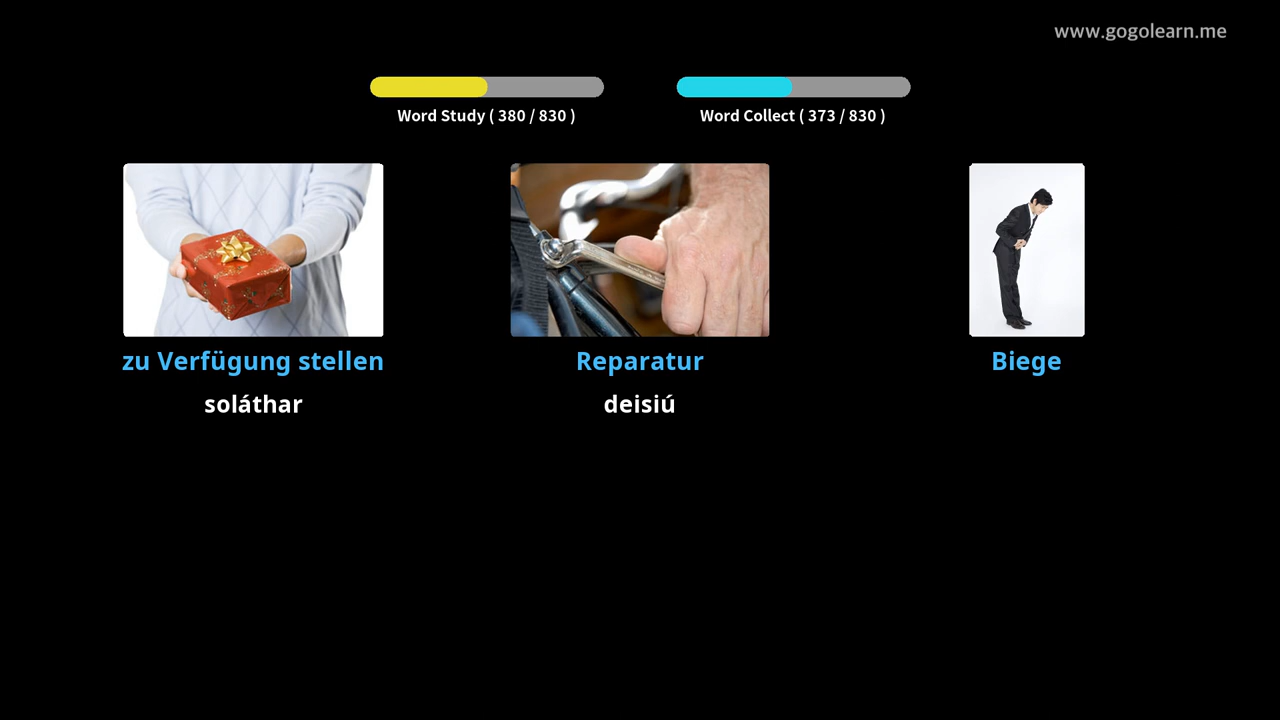 www.gogolearn.me
Word Study ( 380 / 830 )
Word Collect ( 373 / 830 )
zu Verfügung stellen
Reparatur
Biege
soláthar
deisiú